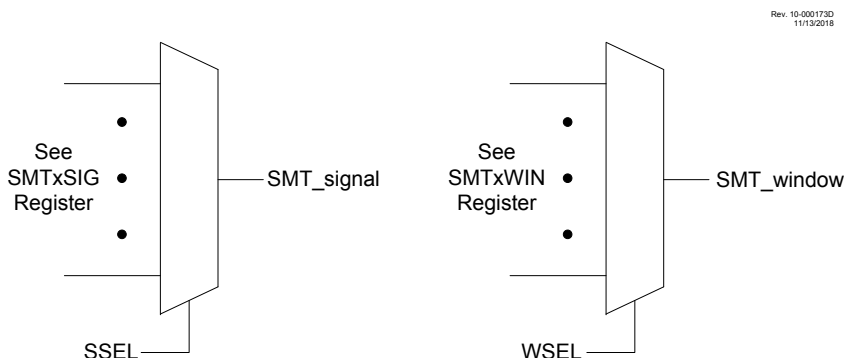 Rev. 10-000173D
11/13/2018
See
SMTxSIG
Register
SMT_signal
SSEL
See
SMTxWIN
Register
SMT_window
WSEL